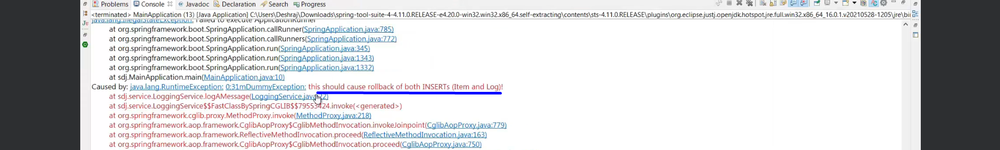 Problems Console Javadoc Declaration Search Progress
<terminated> MainApplication (13) [Java Application] C:\Users\Deshraj\Downloads\spring-tool-suite-4-4.11.0.RELEASE-e4.20.0-win32.win32.x86_64.self-extracting\contents\sts-4.11.0.RELEASE\plugins\org.eclipse.justj.openjdk.hotspot.jre.full.win32.x86_64_16.0.1.v20210528-1205\jre\bin
java.lang.IllegalStateException: Failed to execute ApplicationRunner
at org.springframework.boot.SpringApplication.callRunner(SpringApplication.java:785)
at org.springframework.boot.SpringApplication.callRunners(SpringApplication.java:772)
at org.springframework.boot.SpringApplication.run(SpringApplication.java:345)
at org.springframework.boot.SpringApplication.run(SpringApplication.java:1343)
at org.springframework.boot.SpringApplication.run(SpringApplication.java:1332)
at sdj.MainApplication.main(MainApplication.java:10)
Caused by: java.lang.RuntimeException: 0:31mDummyException: this should cause rollback of both INSERTs (Item and Log)!
at sdj.service.LoggingService.logAMessage(LoggingService.java:22)
at sdj.service.LoggingService$$FastClassBySpringCGLIB$$79553424.invoke(<generated>)
at org.springframework.cglib.proxy.MethodProxy.invoke(MethodProxy.java:218)
at org.springframework.aop.framework.CglibAopProxy$CglibMethodInvocation.invokeJoinpoint(CglibAopProxy.java:779)
at org.springframework.aop.framework.ReflectiveMethodInvocation.proceed(ReflectiveMethodInvocation.java:163)
at org.springframework.aop.framework.CglibAopProxy$CglibMethodInvocation.proceed(CglibAopProxy.java:750)